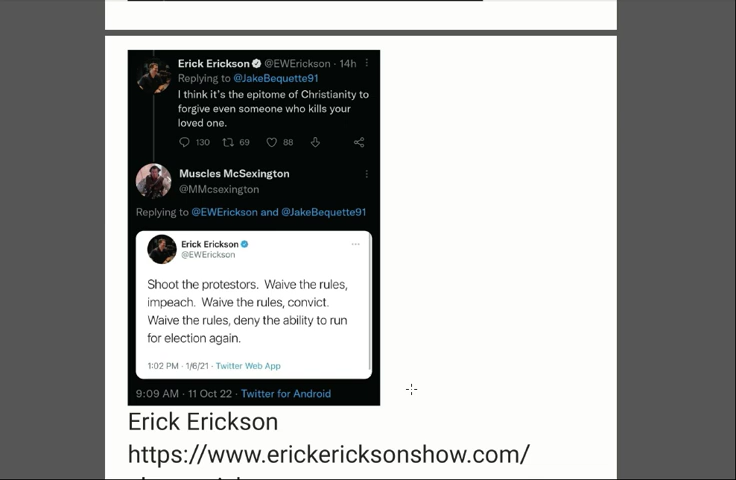 Erick Erickson @EWErickson · 14h
Replying to @JakeBequette91
I think it's the epitome of Christianity to
forgive even someone who kills your
loved one.
130 69 88
Muscles McSexington
@MMcsexington
Replying to @EWErickson and @JakeBequette91
Erick Erickson
@EWErickson
Shoot the protestors. Waive the rules,
impeach. Waive the rules, convict.
Waive the rules, deny the ability to run
for election again.
1:02 PM · 1/6/21 · Twitter Web App
9:09 AM · 11 Oct 22 · Twitter for Android
Erick Erickson
https://www.erickericksonshow.com/